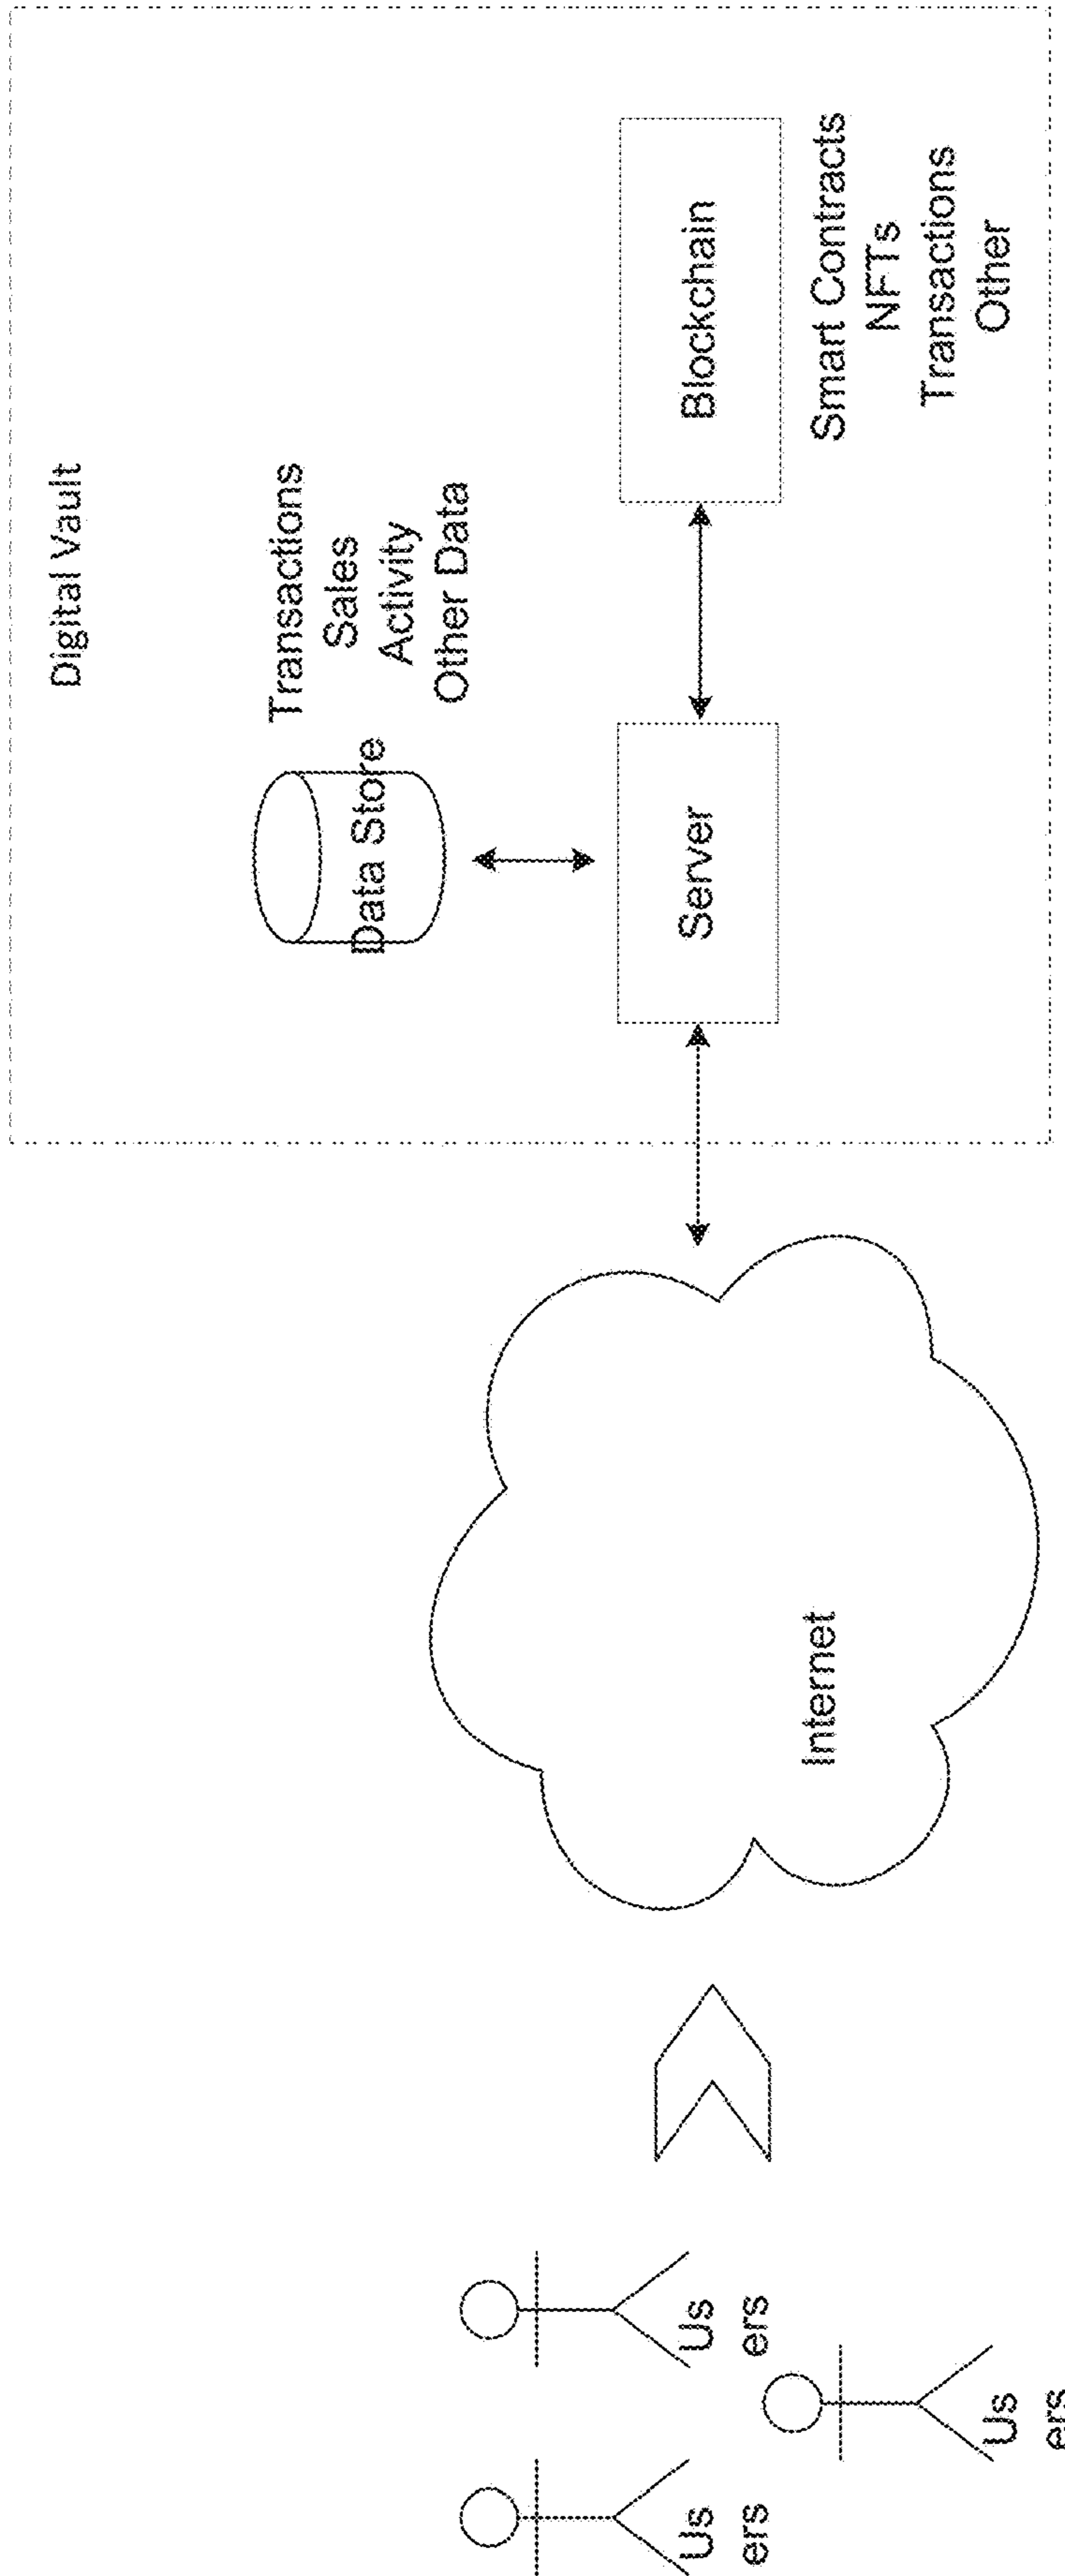 Digital Vault
Transactions
Sales
Activity
Other Data
Data Store
Server
Blockchain
Smart Contracts
NFTs
Transactions
Other
Internet
Us
ers
Us
ers
Us
ers